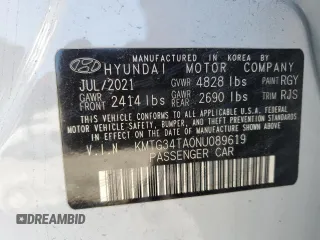 MANUFACTURED IN KOREA BY
HYUNDAI MOTOR COMPANY
JUL/2021 GVWR 4828 lbs PAINT RGY
GAWR FRONT 2414 lbs GAWR REAR 2690 lbs TRIM RJS
THIS VEHICLE CONFORMS TO ALL APPLICABLE U.S.A. FEDERAL MOTOR
VEHICLE SAFETY, BUMPER, AND THEFT PREVENTION STANDARDS IN
EFFECT ON THE DATE OF MANUFACTURE SHOWN ABOVE.
V.I.N KMTG34TA0NU089619
PASSENGER CAR